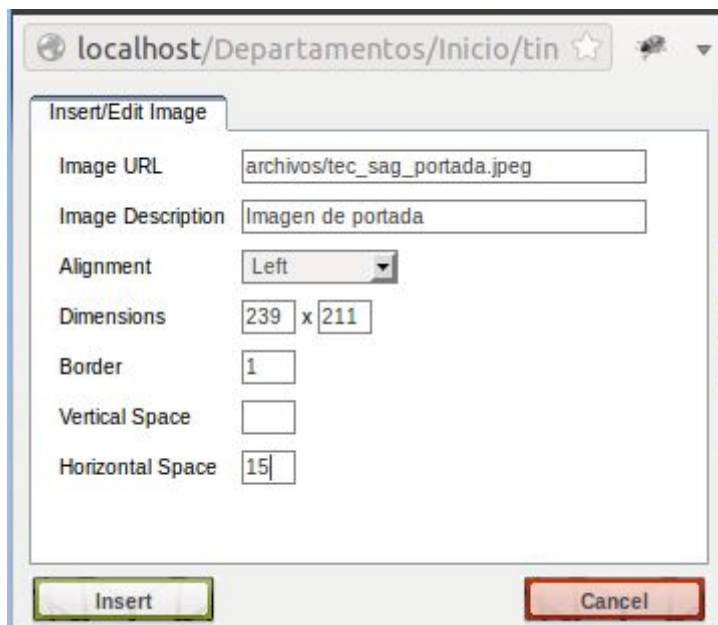 localhost/Departamentos/Inicio/tin
Insert/Edit Image
Image URL archivos/tec_sag_portada.jpeg
Image Description Imagen de portada
Alignment Left
Dimensions 239 x 211
Border 1
Vertical Space
Horizontal Space 15
Insert Cancel